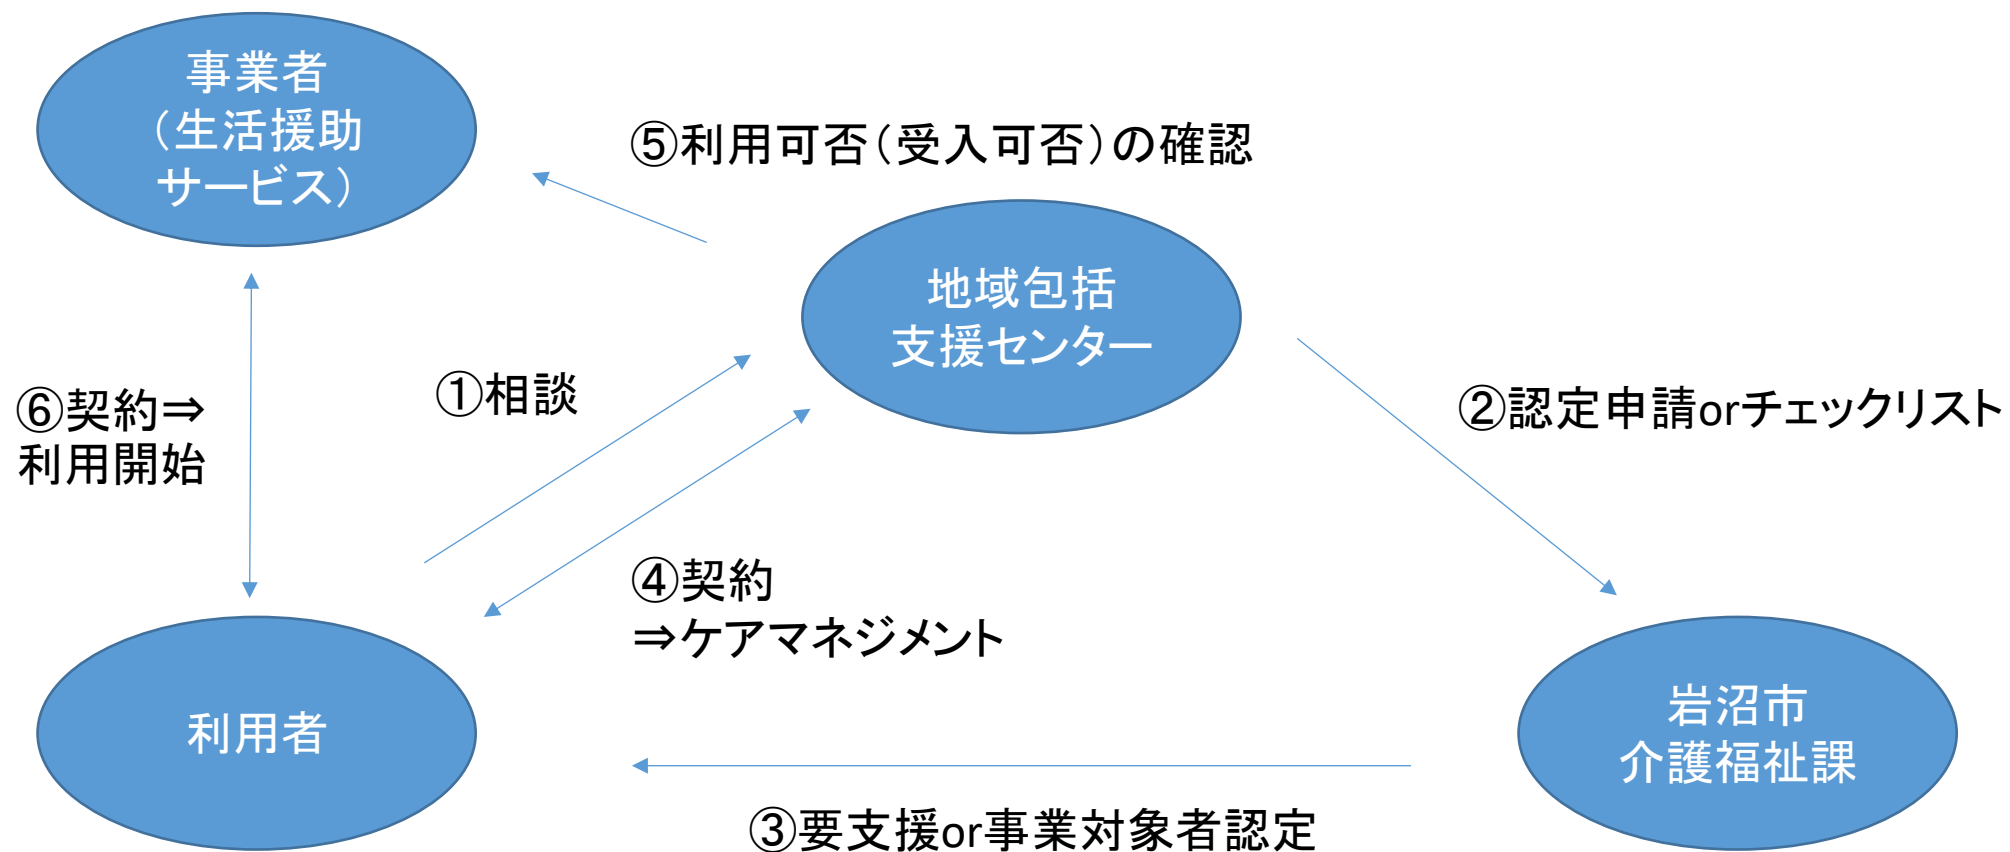 事業者
（生活援助
サービス）
⑤利用可否（受入可否）の確認
地域包括
支援センター
①相談
⑥契約⇒
利用開始
②認定申請orチェックリスト
④契約
⇒ケアマネジメント
利用者
岩沼市
介護福祉課
③要支援or事業対象者認定